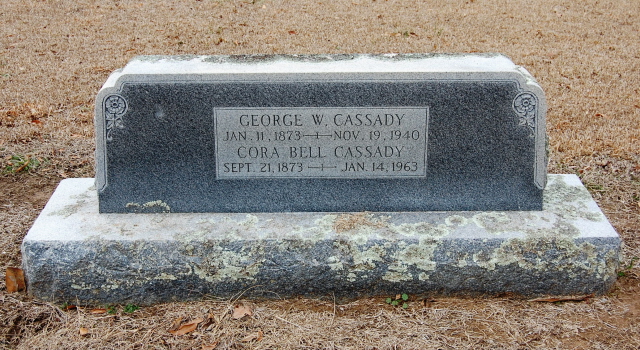 GEORGE W. CASSADY
JAN. 11, 1873 — NOV. 19, 1940
CORA BELL CASSADY
SEPT. 21, 1873 — JAN. 14, 1963